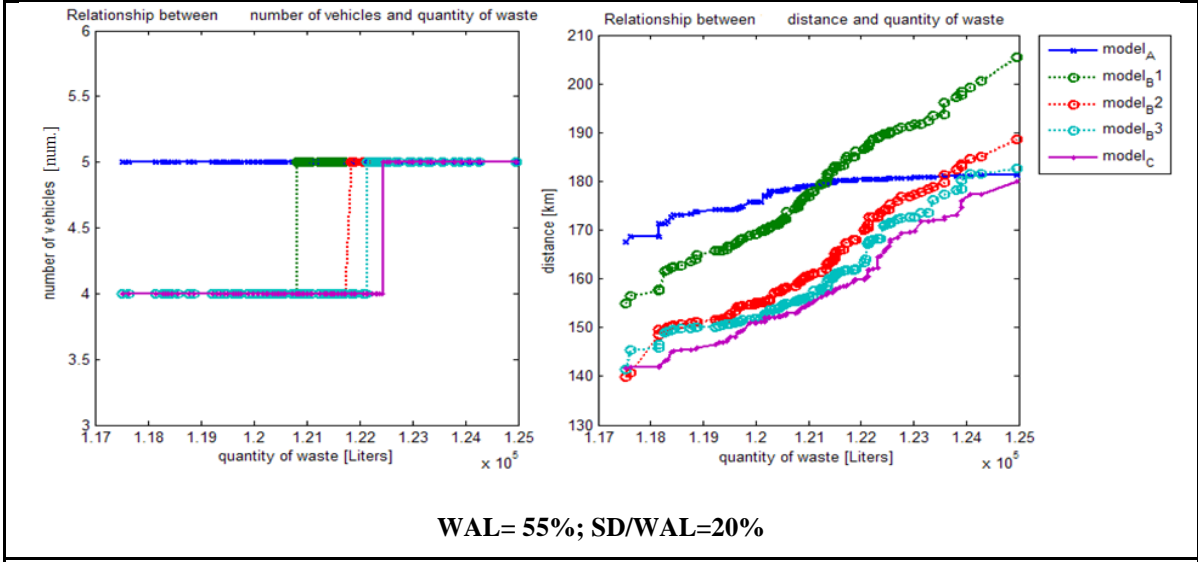 Relationship between number of vehicles and quantity of waste
6
5.5
5
4.5
4
3.5
3
number of vehicles [num.]
1.17 1.18 1.19 1.2 1.21 1.22 1.23 1.24 1.25
quantity of waste [Liters]
x 10^5
Relationship between distance and quantity of waste
210
200
190
180
170
160
150
140
130
distance [km]
1.17 1.18 1.19 1.2 1.21 1.22 1.23 1.24 1.25
quantity of waste [Liters]
x 10^5
model_A
model_B1
model_B2
model_B3
model_C
WAL= 55%; SD/WAL=20%